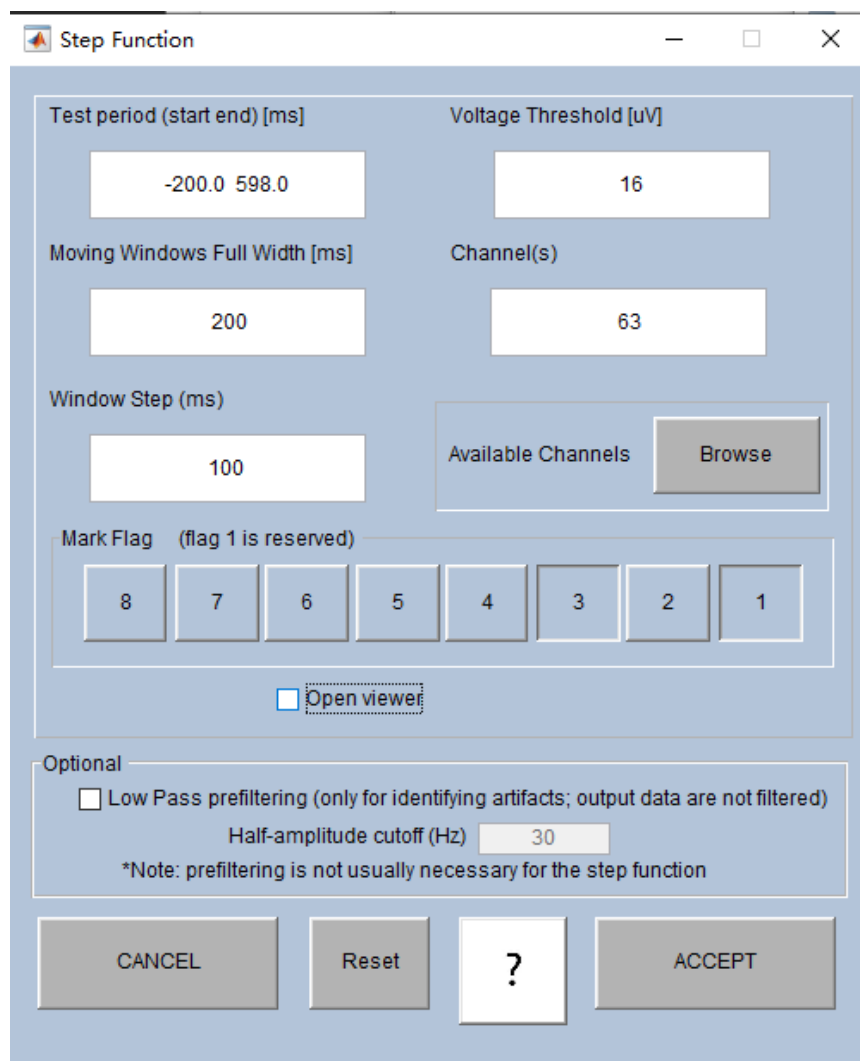 Step Function
Test period (start end) [ms]
Voltage Threshold [uV]
-200.0  598.0
16
Moving Windows Full Width [ms]
Channel(s)
200
63
Window Step (ms)
100
Available Channels
Browse
Mark Flag    (flag 1 is reserved)
8 7 6 5 4 3 2 1
Open viewer
Optional
Low Pass prefiltering (only for identifying artifacts; output data are not filtered)
Half-amplitude cutoff (Hz) 30
*Note: prefiltering is not usually necessary for the step function
CANCEL Reset ? ACCEPT